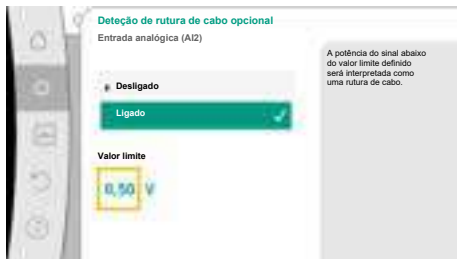 Deteção de rutura de cabo opcional
Entrada analógica (AI2)
Desligado
Ligado
Valor limite
0,50 V
A potência do sinal abaixo
do valor limite definido
será interpretada como
uma rutura de cabo.